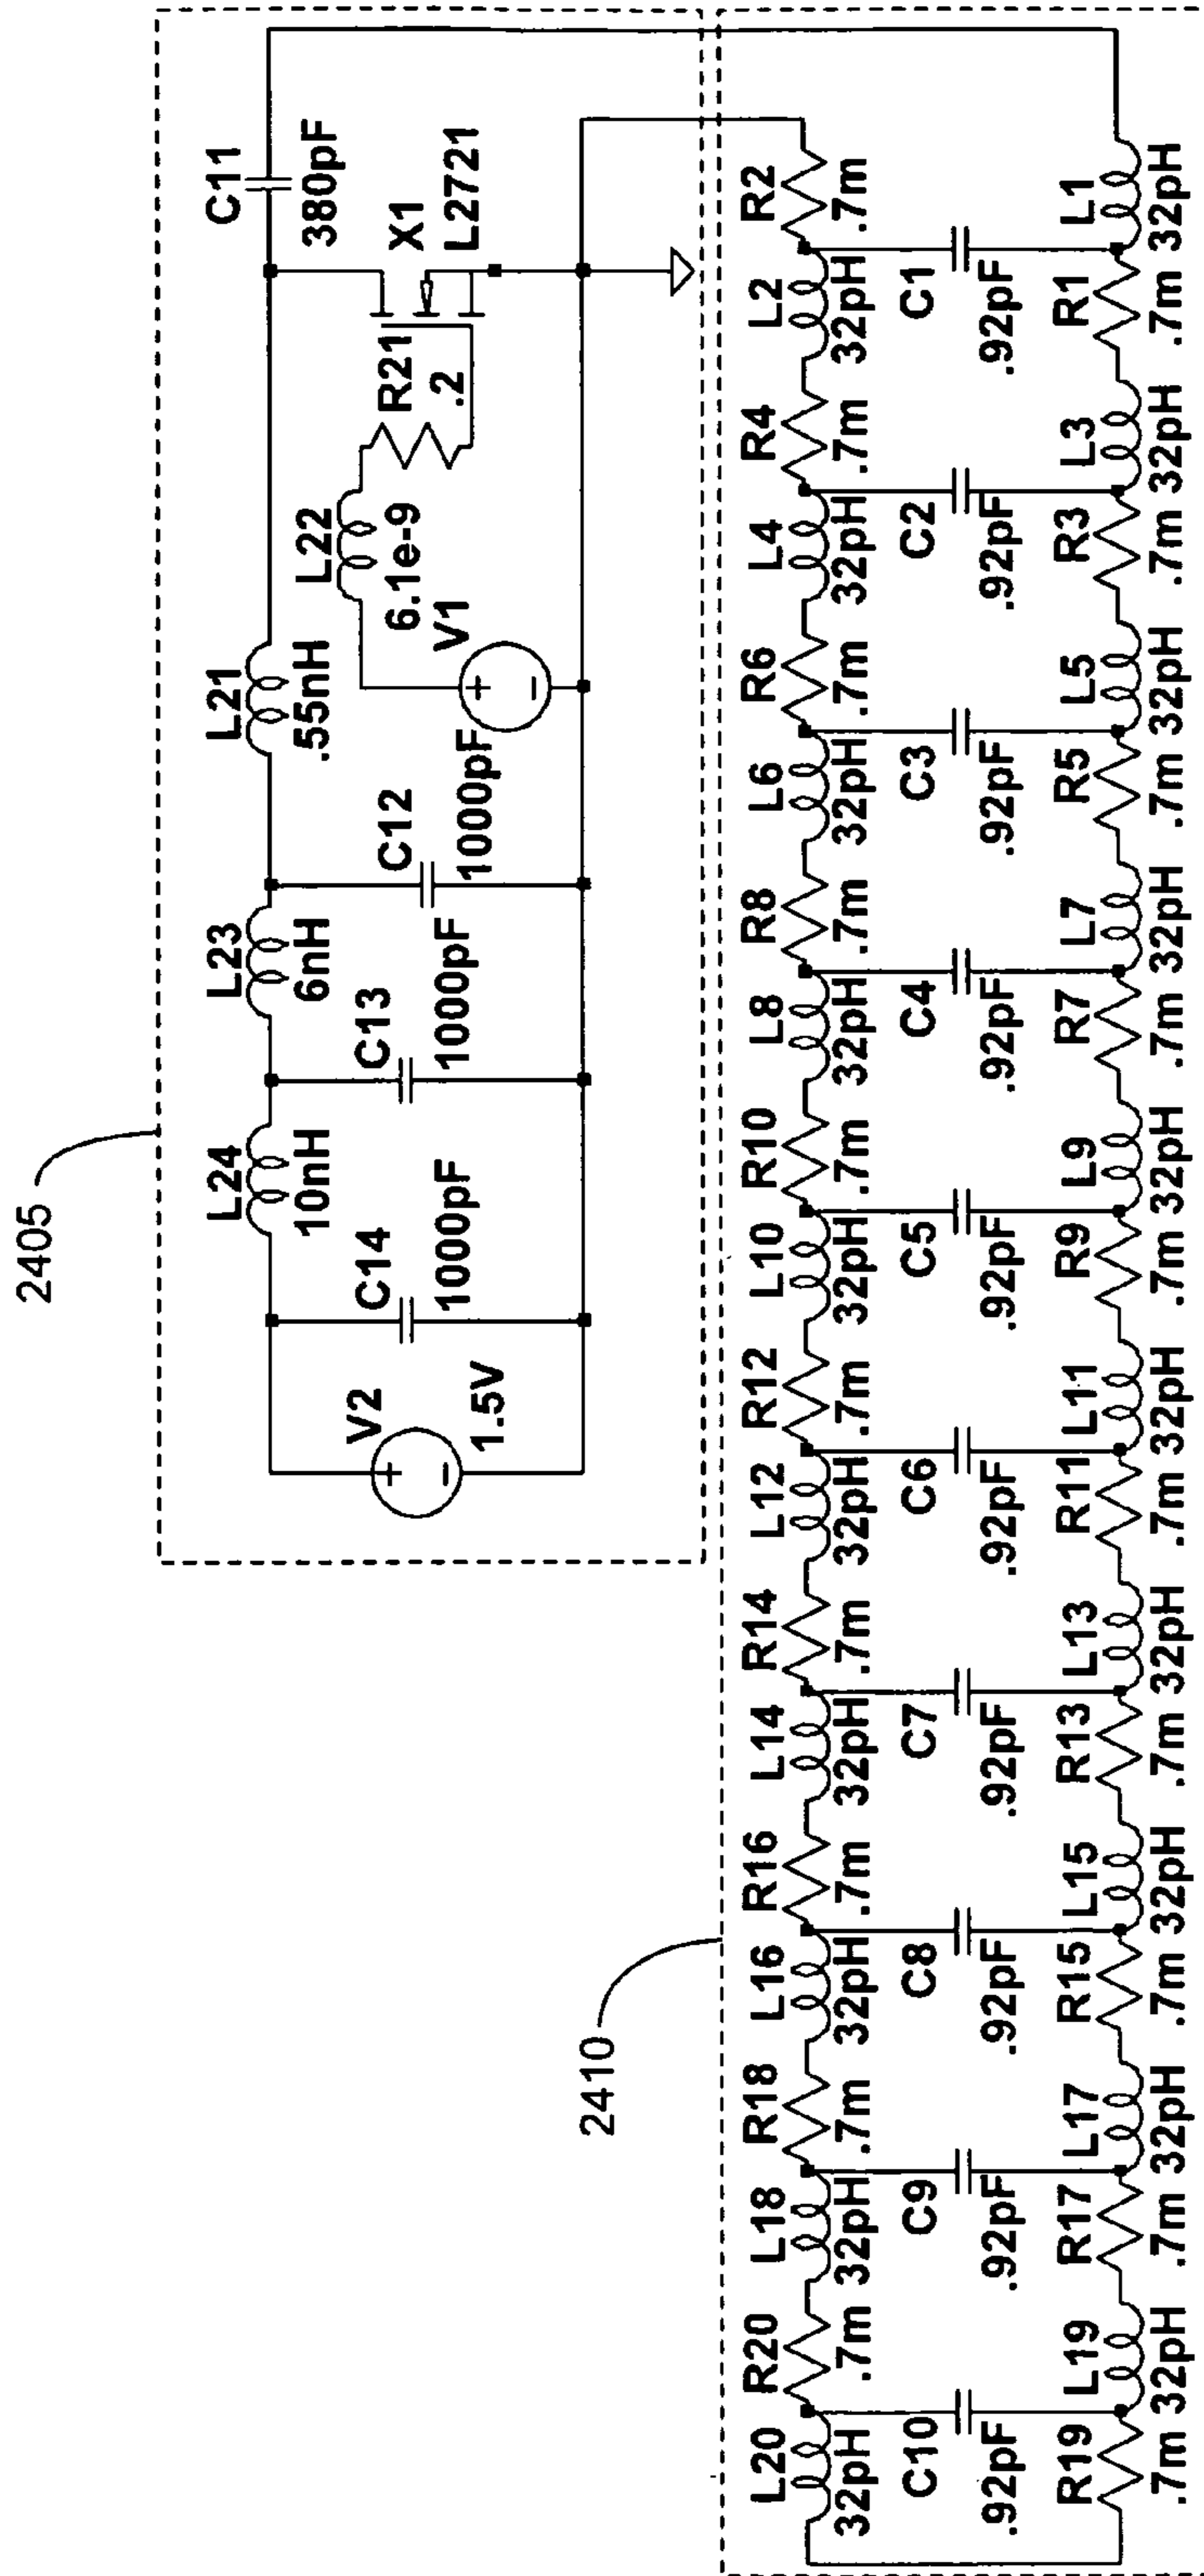 2405
C11
380pF
X1
L2721
R21
.2
L22
6.1e-9
V1
L21
.55nH
C12
1000pF
L23
6nH
C13
1000pF
L24
10nH
C14
1000pF
V2
1.5V
2410
L20
32pH
R20
.7m
L18
32pH
R18
.7m
L16
32pH
R16
.7m
L14
32pH
R14
.7m
L12
32pH
R12
.7m
L10
32pH
R10
.7m
L8
32pH
R8
.7m
L6
32pH
R6
.7m
L4
32pH
R4
.7m
L2
32pH
R2
.7m
C10
.92pF
C9
.92pF
C8
.92pF
C7
.92pF
C6
.92pF
C5
.92pF
C4
.92pF
C3
.92pF
C2
.92pF
C1
.92pF
R19
.7m
L19
32pH
R17
.7m
L17
32pH
R15
.7m
L15
32pH
R13
.7m
L13
32pH
R11
.7m
L11
32pH
R9
.7m
L9
32pH
R7
.7m
L7
32pH
R5
.7m
L5
32pH
R3
.7m
L3
32pH
R1
.7m
L1
32pH